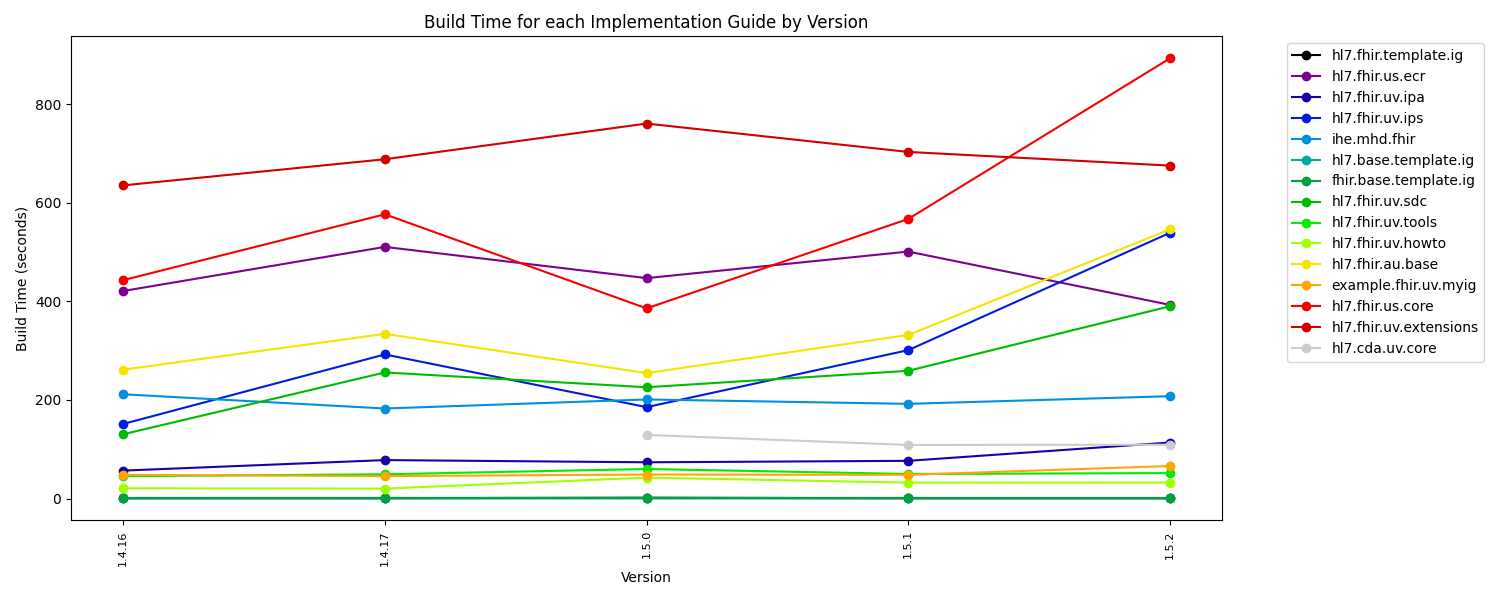 Build Time for each Implementation Guide by Version
Build Time (seconds)
800
600
400
200
0
1.4.16
1.4.17
1.5.0
1.5.1
1.5.2
Version
hl7.fhir.template.ig
hl7.fhir.us.ecr
hl7.fhir.uv.ipa
hl7.fhir.uv.ips
ihe.mhd.fhir
hl7.base.template.ig
fhir.base.template.ig
hl7.fhir.uv.sdc
hl7.fhir.uv.tools
hl7.fhir.uv.howto
hl7.fhir.au.base
example.fhir.uv.myig
hl7.fhir.us.core
hl7.fhir.uv.extensions
hl7.cda.uv.core